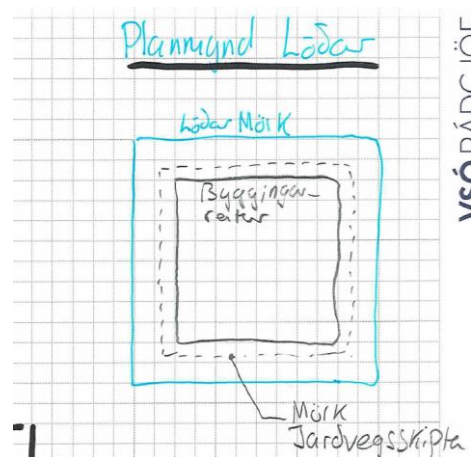 Planmynd Lóðar
Lóðar Mörk
Byggingar-
reitur
Mörk
Jarðvegsskipta
VSÓ RÁÐGJÖF